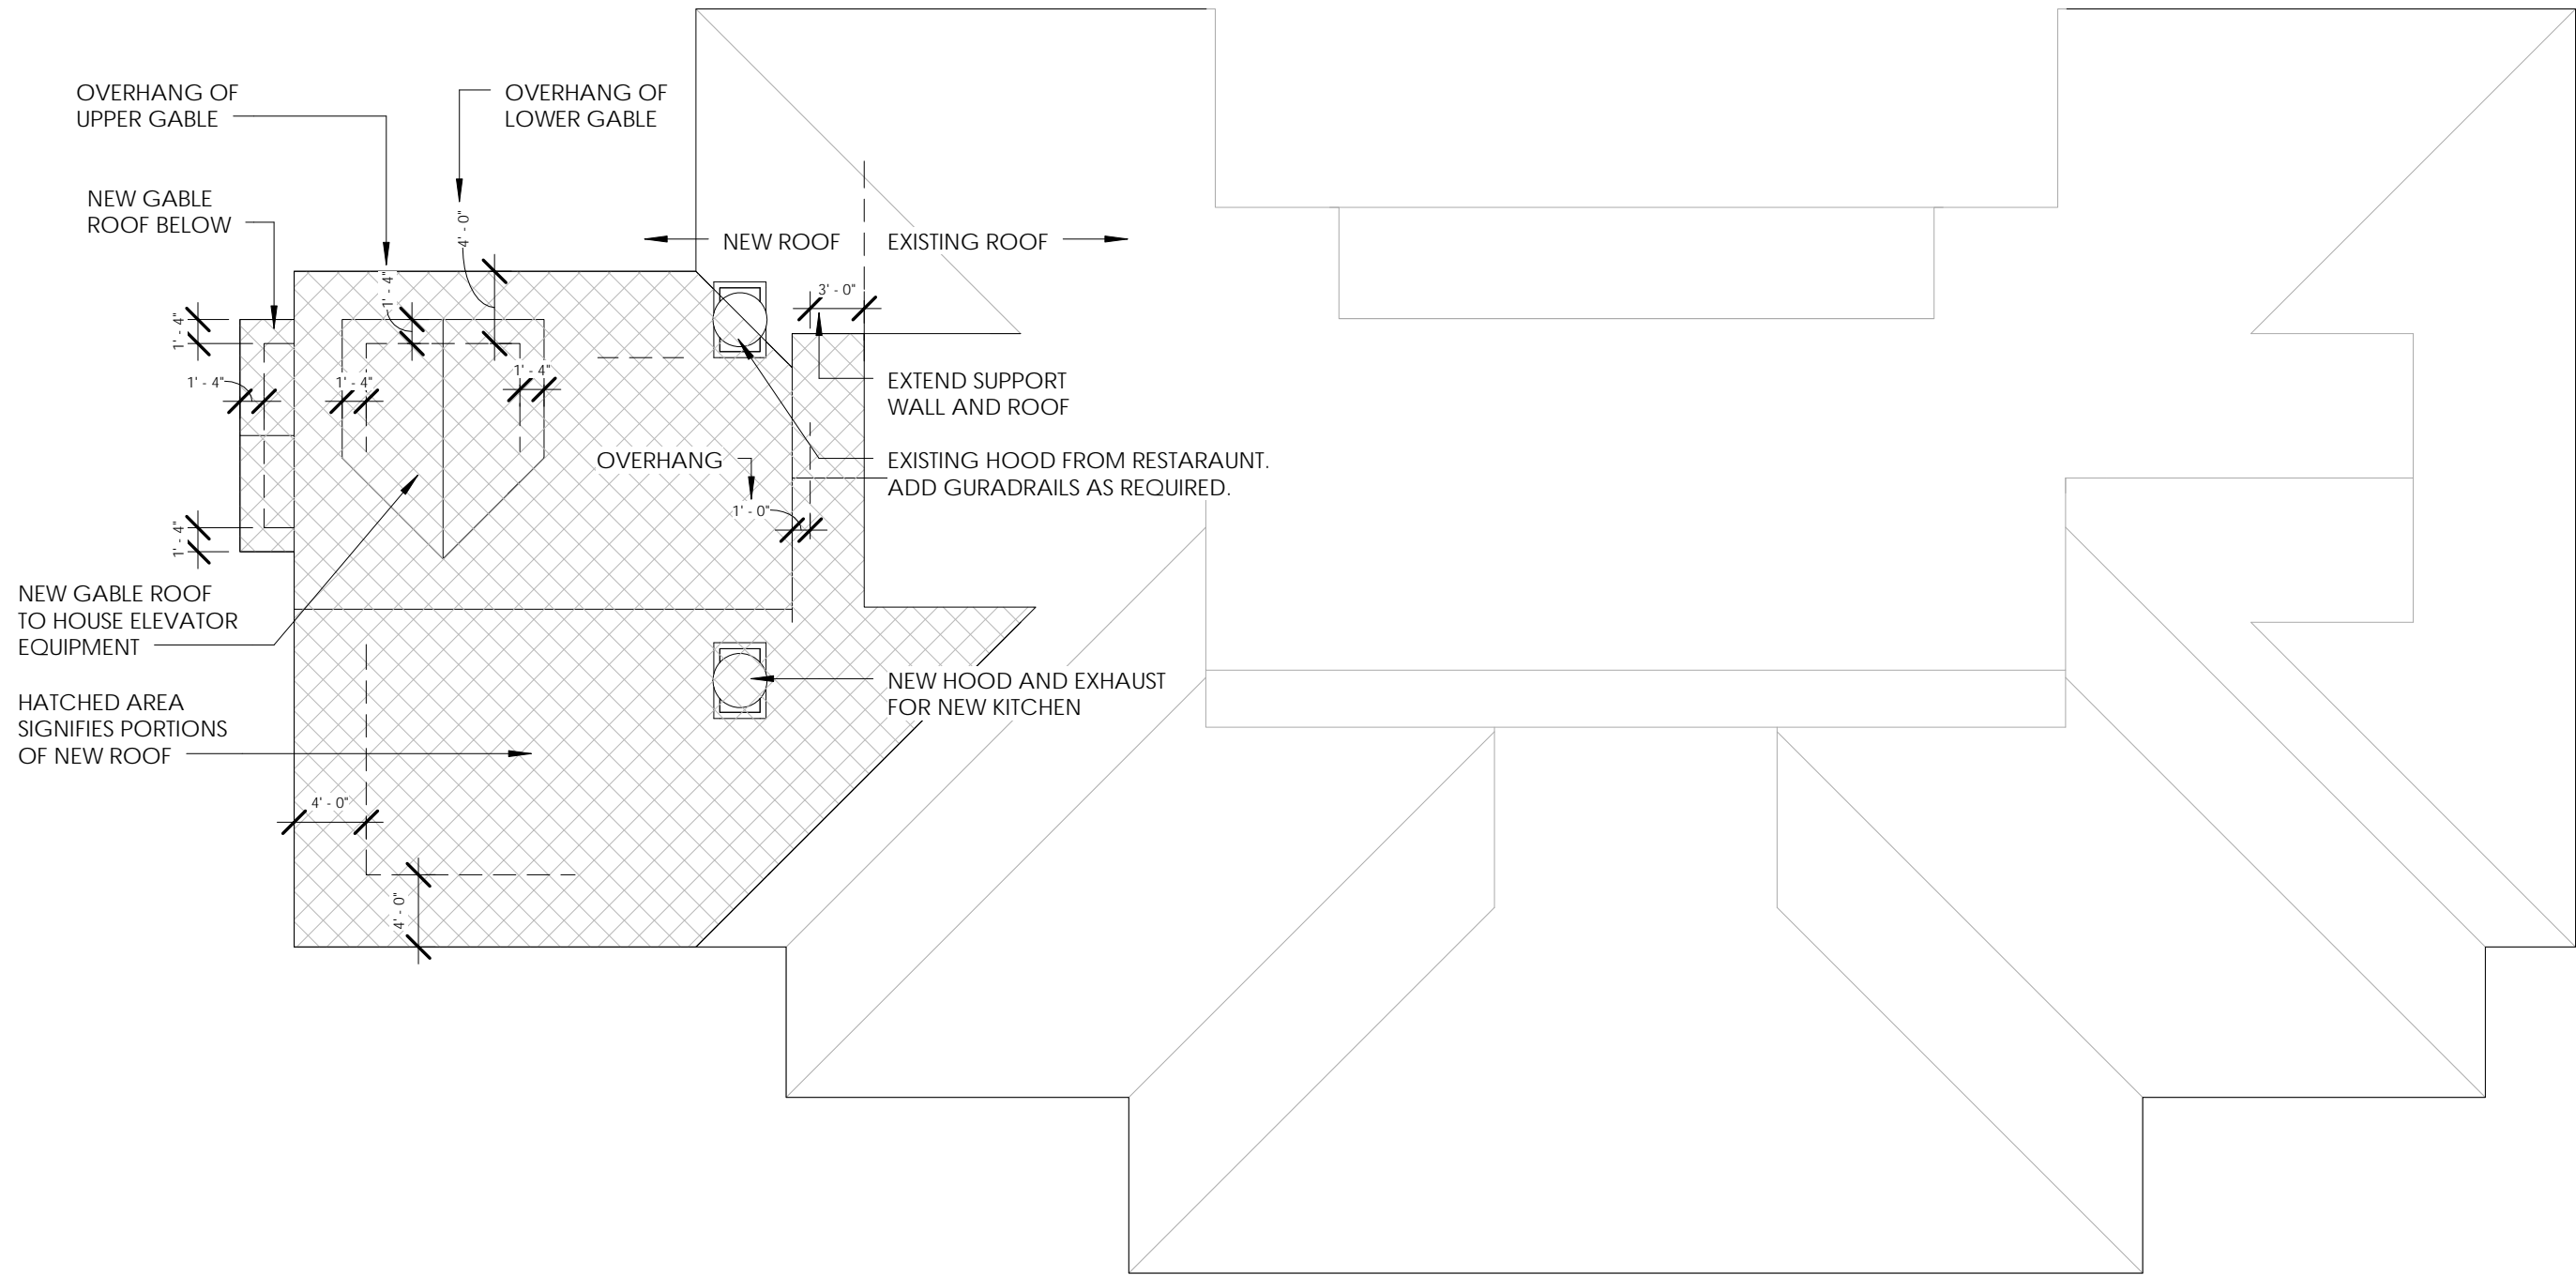 OVERHANG OF
UPPER GABLE
OVERHANG OF
LOWER GABLE
NEW GABLE
ROOF BELOW
4' - 0"
NEW ROOF
EXISTING ROOF
1' - 4"
3' - 0"
1' - 4"
1' - 4"
1' - 4"
1' - 4"
EXTEND SUPPORT
WALL AND ROOF
OVERHANG
EXISTING HOOD FROM RESTARAUNT.
ADD GURADRAILS AS REQUIRED.
1' - 0"
1' - 4"
NEW GABLE ROOF
TO HOUSE ELEVATOR
EQUIPMENT
NEW HOOD AND EXHAUST
FOR NEW KITCHEN
HATCHED AREA
SIGNIFIES PORTIONS
OF NEW ROOF
4' - 0"
4' - 0"